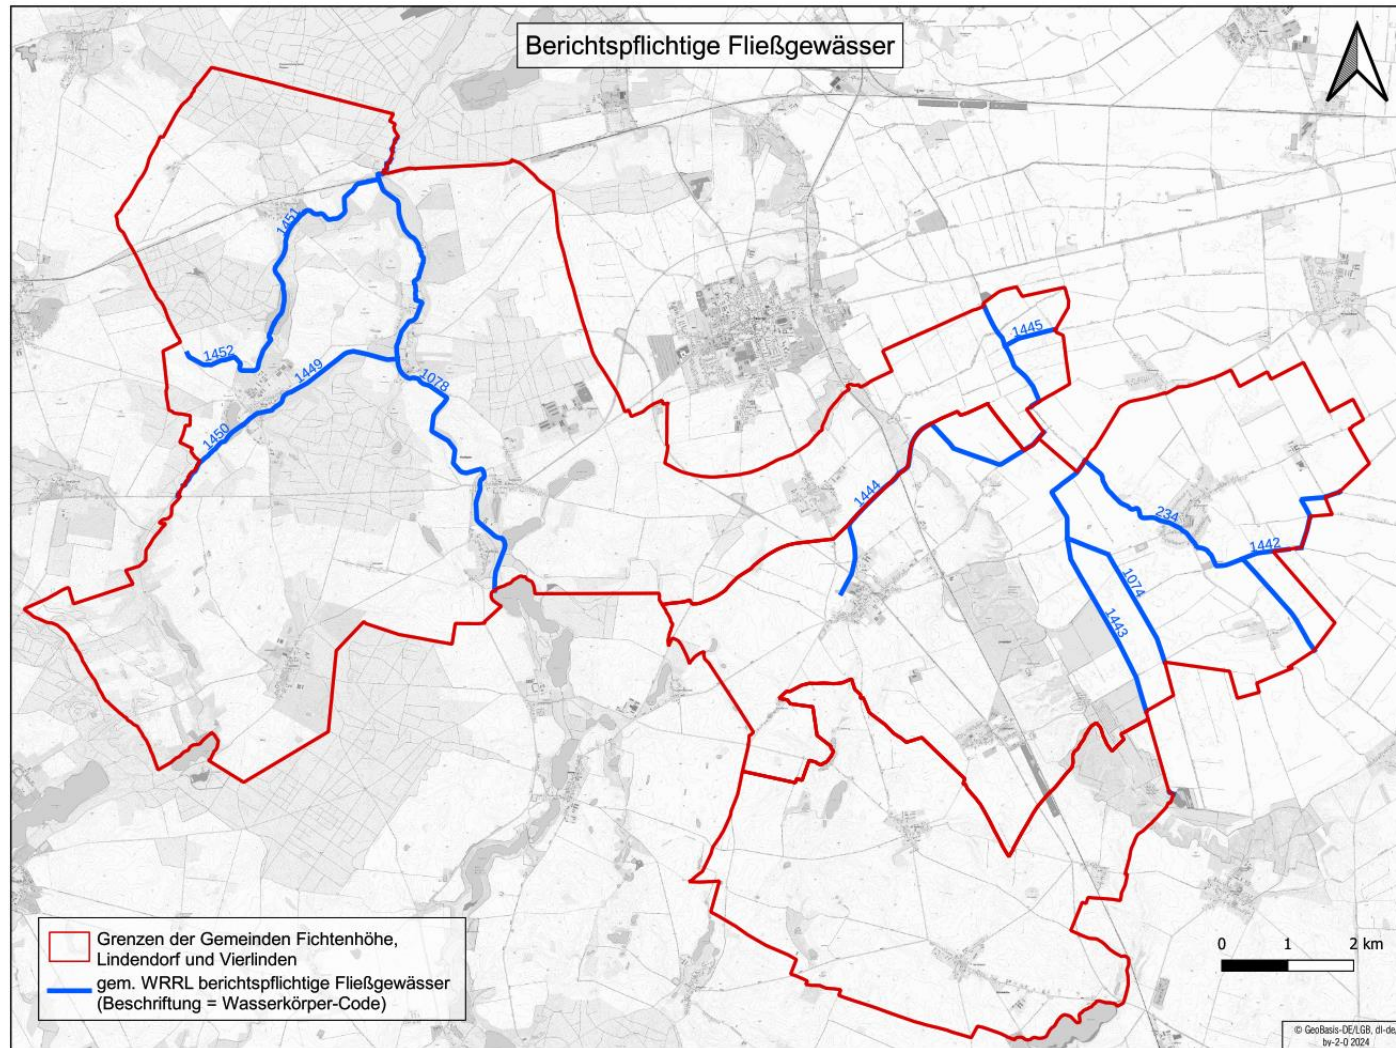 Berichtspflichtige Fließgewässer
1451
1452
1449
1450
1078
1445
1444
234
1442
1074
1443
Grenzen der Gemeinden Fichtenhöhe,
Lindendorf und Vierlinden
gem. WRRL berichtspflichtige Fließgewässer
(Beschriftung = Wasserkörper-Code)
0 1 2 km
© GeoBasis-DE/LGB, dl-de/
by-2-0 2024